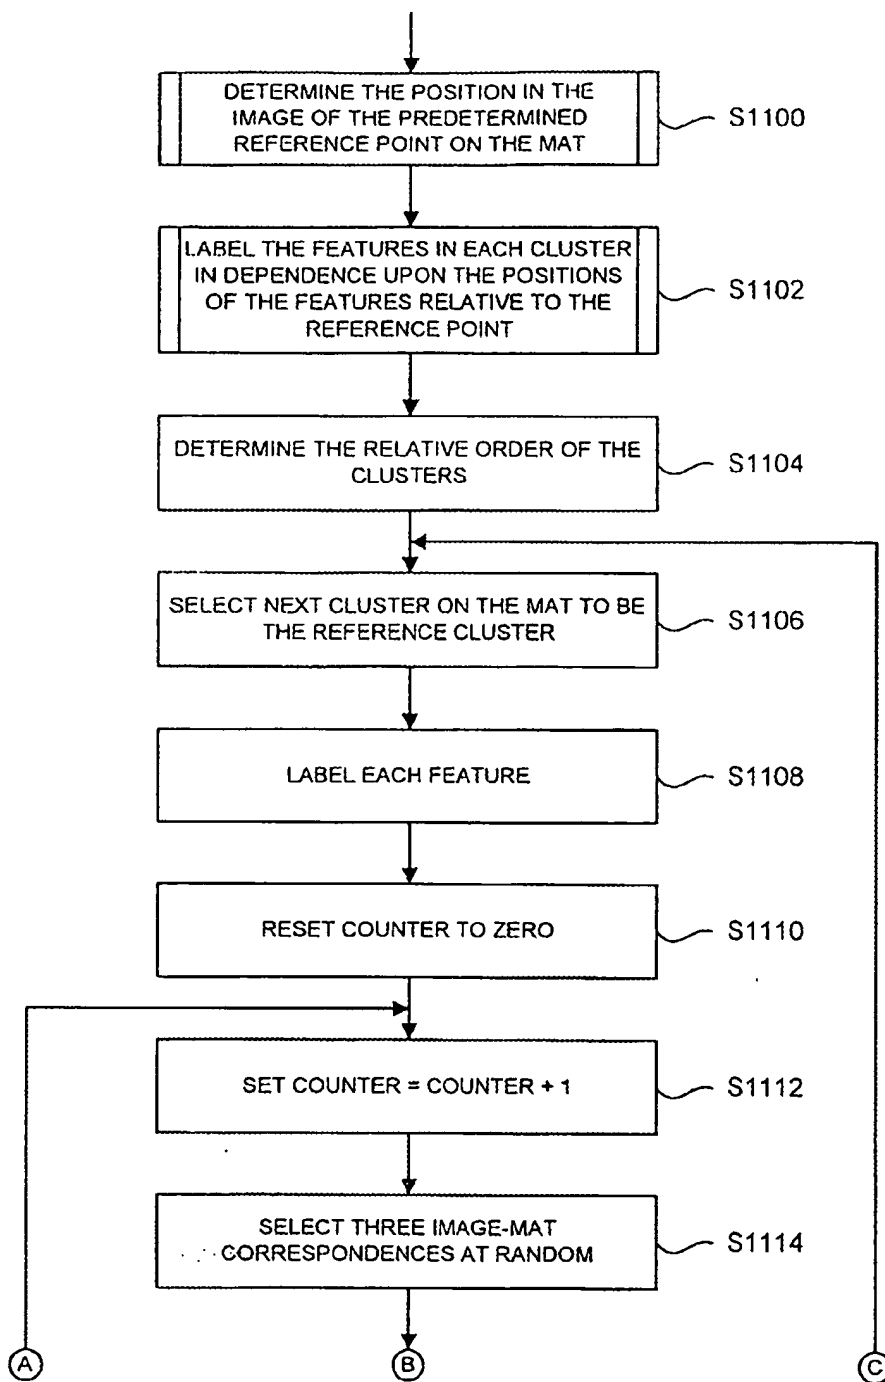 DETERMINE THE POSITION IN THE
IMAGE OF THE PREDETERMINED
REFERENCE POINT ON THE MAT
S1100
LABEL THE FEATURES IN EACH CLUSTER
IN DEPENDENCE UPON THE POSITIONS
OF THE FEATURES RELATIVE TO THE
REFERENCE POINT
S1102
DETERMINE THE RELATIVE ORDER OF THE
CLUSTERS
S1104
SELECT NEXT CLUSTER ON THE MAT TO BE
THE REFERENCE CLUSTER
S1106
LABEL EACH FEATURE
S1108
RESET COUNTER TO ZERO
S1110
SET COUNTER = COUNTER + 1
S1112
SELECT THREE IMAGE-MAT
CORRESPONDENCES AT RANDOM
S1114
A
B
C